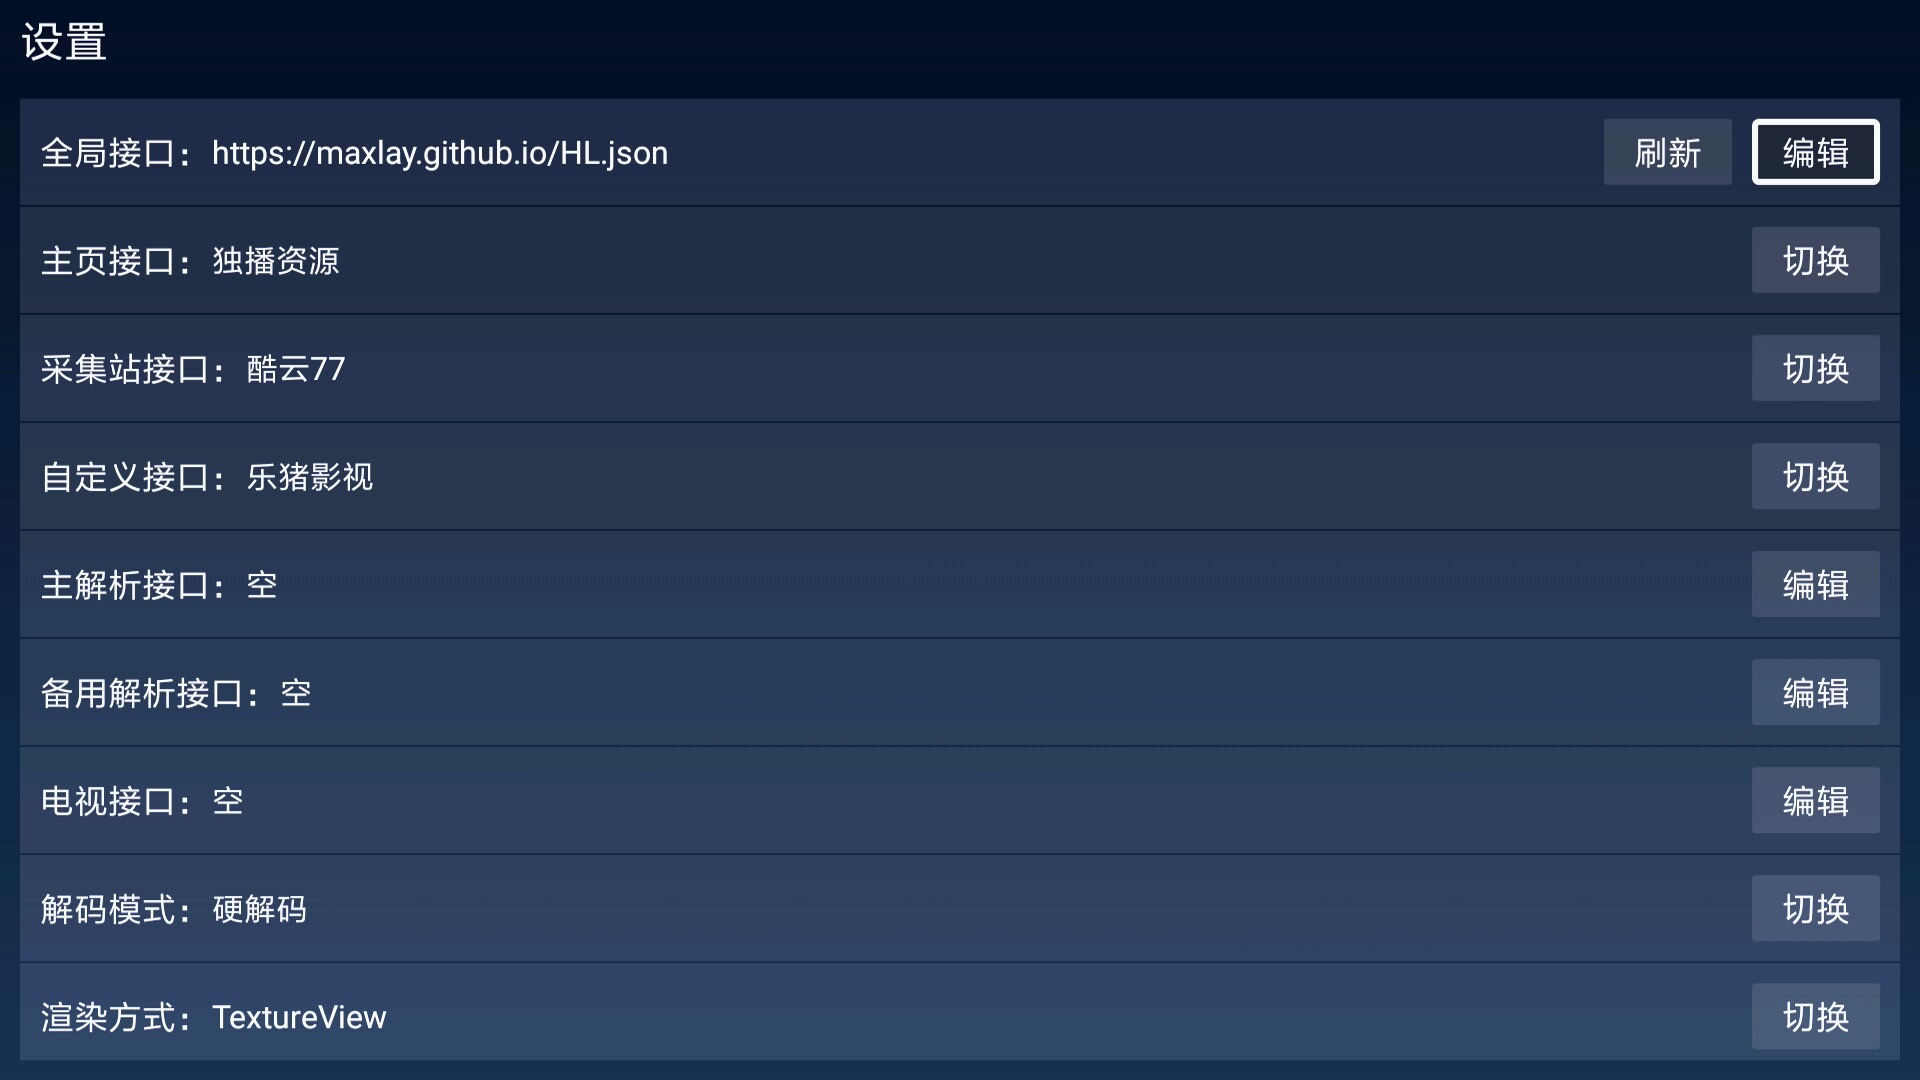 设置
全局接口：https://maxlay.github.io/HL.json 刷新 编辑
主页接口：独播资源 切换
采集站接口：酷云77 切换
自定义接口：乐猪影视 切换
主解析接口：空 编辑
备用解析接口：空 编辑
电视接口：空 编辑
解码模式：硬解码 切换
渲染方式：TextureView 切换